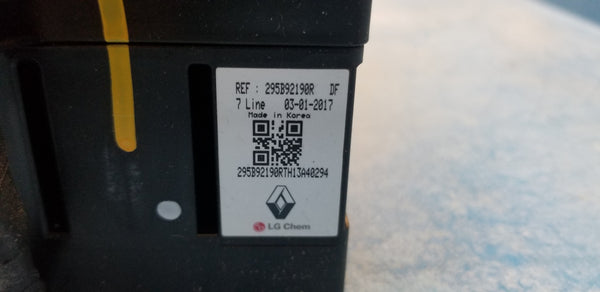 REF : 295B92190R DF
7 Line 03-01-2017
Made in Korea
295B92190RTH13A40294
LG Chem